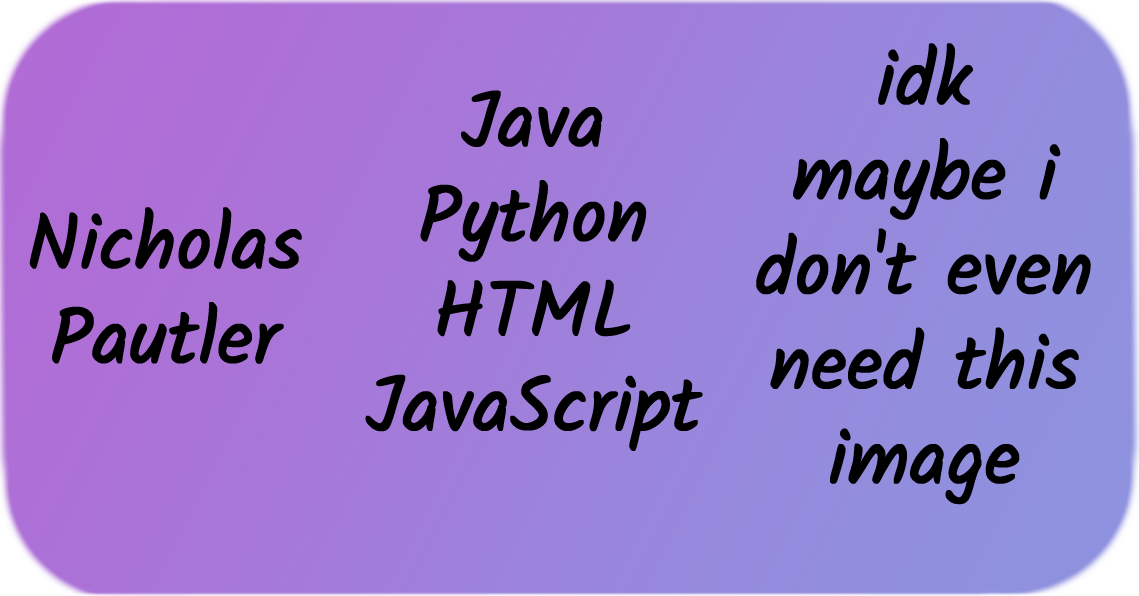 Nicholas
Pautler
Java
Python
HTML
JavaScript
idk
maybe i
don't even
need this
image